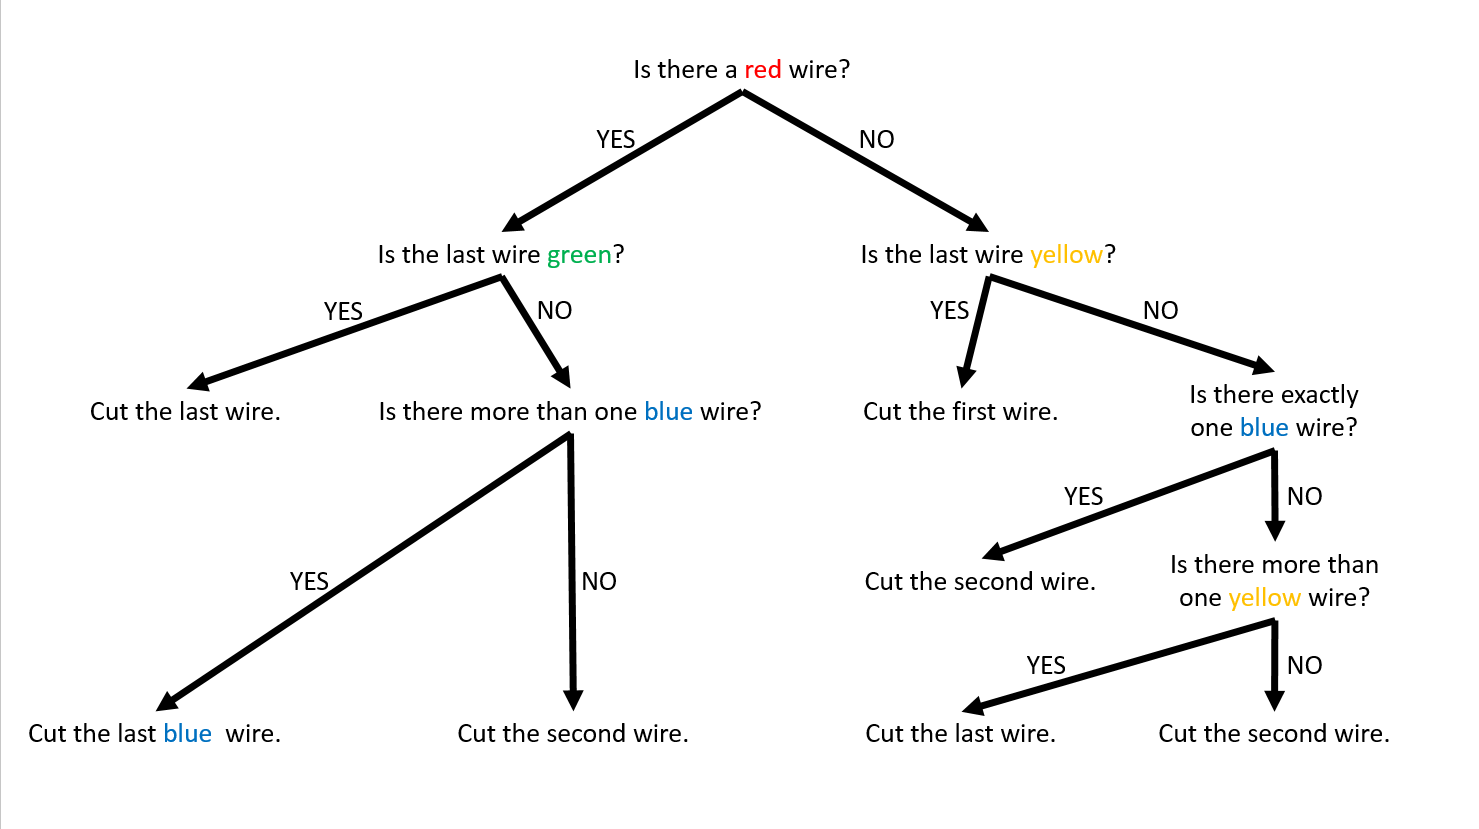 Is there a red wire?
YES
NO
Is the last wire green?
Is the last wire yellow?
YES
NO
YES
NO
Cut the last wire.
Is there more than one blue wire?
Cut the first wire.
Is there exactly
one blue wire?
YES
NO
Cut the second wire.
Is there more than
one yellow wire?
YES
NO
YES
NO
Cut the last blue wire.
Cut the second wire.
Cut the last wire.
Cut the second wire.